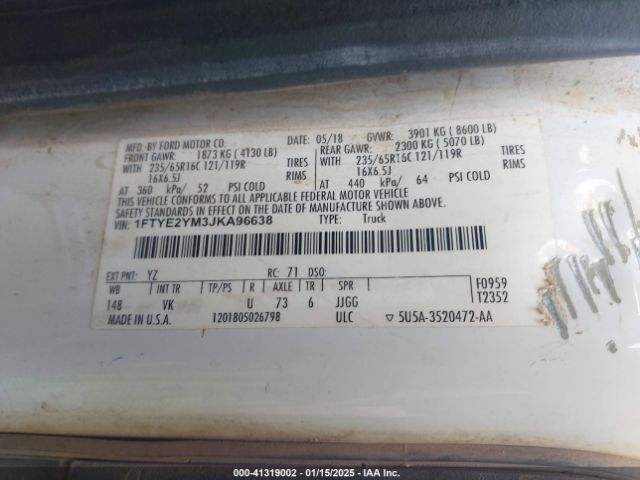 MFD. BY FORD MOTOR CO. DATE: 05/18 GVWR: 3901 KG ( 8600 LB)
FRONT GAWR: 1873 KG ( 4130 LB) REAR GAWR: 2300 KG ( 5070 LB)
WITH 235/65R16C 121/119R TIRES WITH 235/65R16C 121/119R TIRES
16X6.5J RIMS 16X6.5J RIMS
AT 360 kPa/ 52 PSI COLD AT 440 kPa/ 64 PSI COLD
THIS VEHICLE CONFORMS TO ALL APPLICABLE FEDERAL MOTOR VEHICLE
SAFETY STANDARDS IN EFFECT ON THE DATE OF MANUFACTURE SHOWN ABOVE.
VIN: 1FTYE2YM3JKA96638 TYPE: Truck
EXT PNT: YZ RC: 71 DSO:
WB INT TR TP/PS R AXLE TR SPR F0959
148 VK U 73 6 JJGG T2352
MADE IN U.S.A. 1201805026798 ULC ▽ 5U5A-3520472-AA
00-41319002 — 01/15/2025 — IAA Inc.